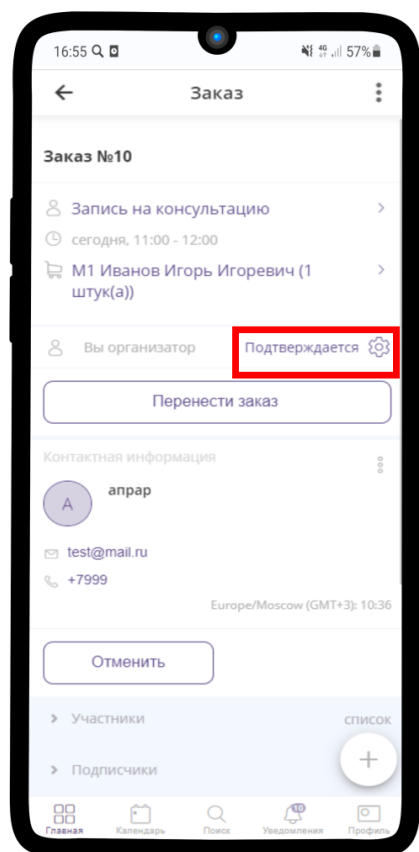 16:55 4G 57%
Заказ
Заказ №10
Запись на консультацию
сегодня, 11:00 - 12:00
М1 Иванов Игорь Игоревич (1
штук(а))
Вы организатор Подтверждается
Перенести заказ
Контактная информация
А апрар
test@mail.ru
+7999
Europe/Moscow (GMT+3): 10:36
Отменить
Участники список
Подписчики
10
Главная Календарь Поиск Уведомления Профиль